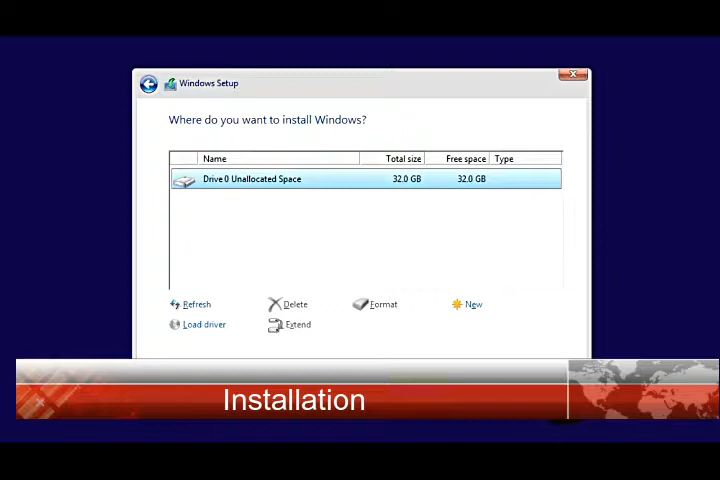 Windows Setup
Where do you want to install Windows?
Name Total size Free space Type
Drive 0 Unallocated Space 32.0 GB 32.0 GB
Refresh Delete Format New
Load driver Extend
Installation